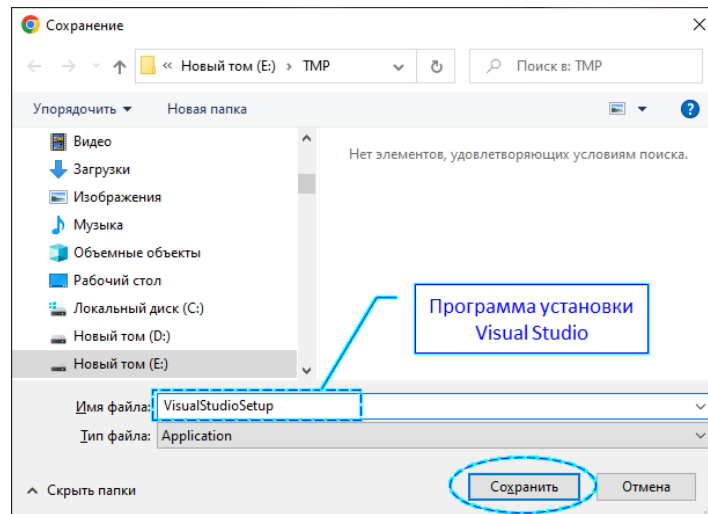 Сохранение
« Новый том (E:) › TMP
Поиск в: TMP
Упорядочить
Новая папка
Видео
Загрузки
Изображения
Музыка
Объемные объекты
Рабочий стол
Локальный диск (C:)
Новый том (D:)
Новый том (E:)
Нет элементов, удовлетворяющих условиям поиска.
Программа установки
Visual Studio
Имя файла: VisualStudioSetup
Тип файла: Application
Скрыть папки
Сохранить
Отмена